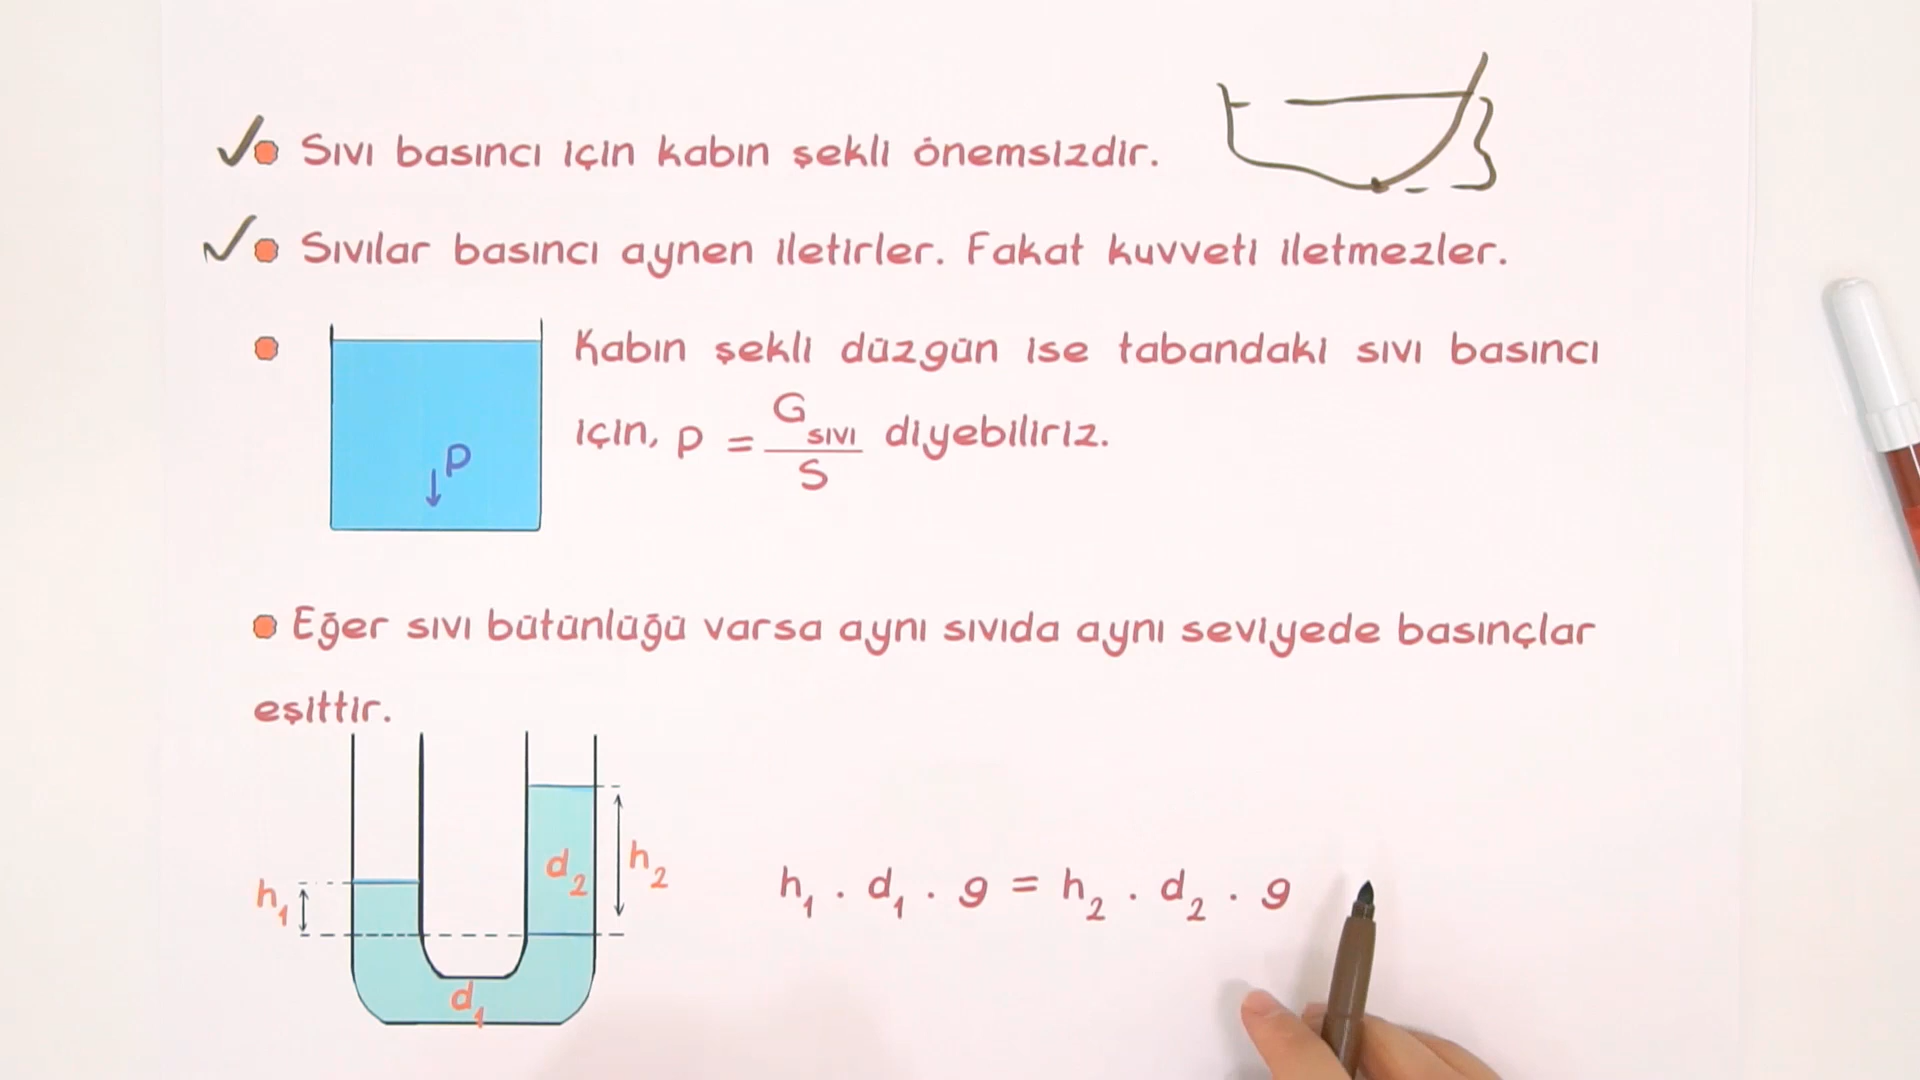 Sıvı basıncı için kabın şekli önemsizdir.
Sıvılar basıncı aynen iletirler. Fakat kuvveti iletmezler.
Kabın şekli düzgün ise tabandaki sıvı basıncı
için, P = G sıvı / S diyebiliriz.
P
Eğer sıvı bütünlüğü varsa aynı sıvıda aynı seviyede basınçlar
eşittir.
h₁
d₂
h₂
d₁
h₁ . d₁ . g = h₂ . d₂ . g